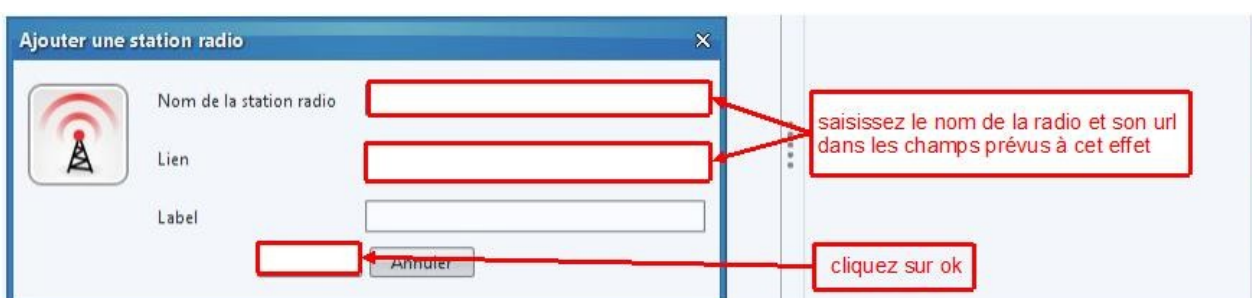 Ajouter une station radio
Nom de la station radio
saisissez le nom de la radio et son url
dans les champs prévus à cet effet
Lien
Label
Annuler
cliquez sur ok